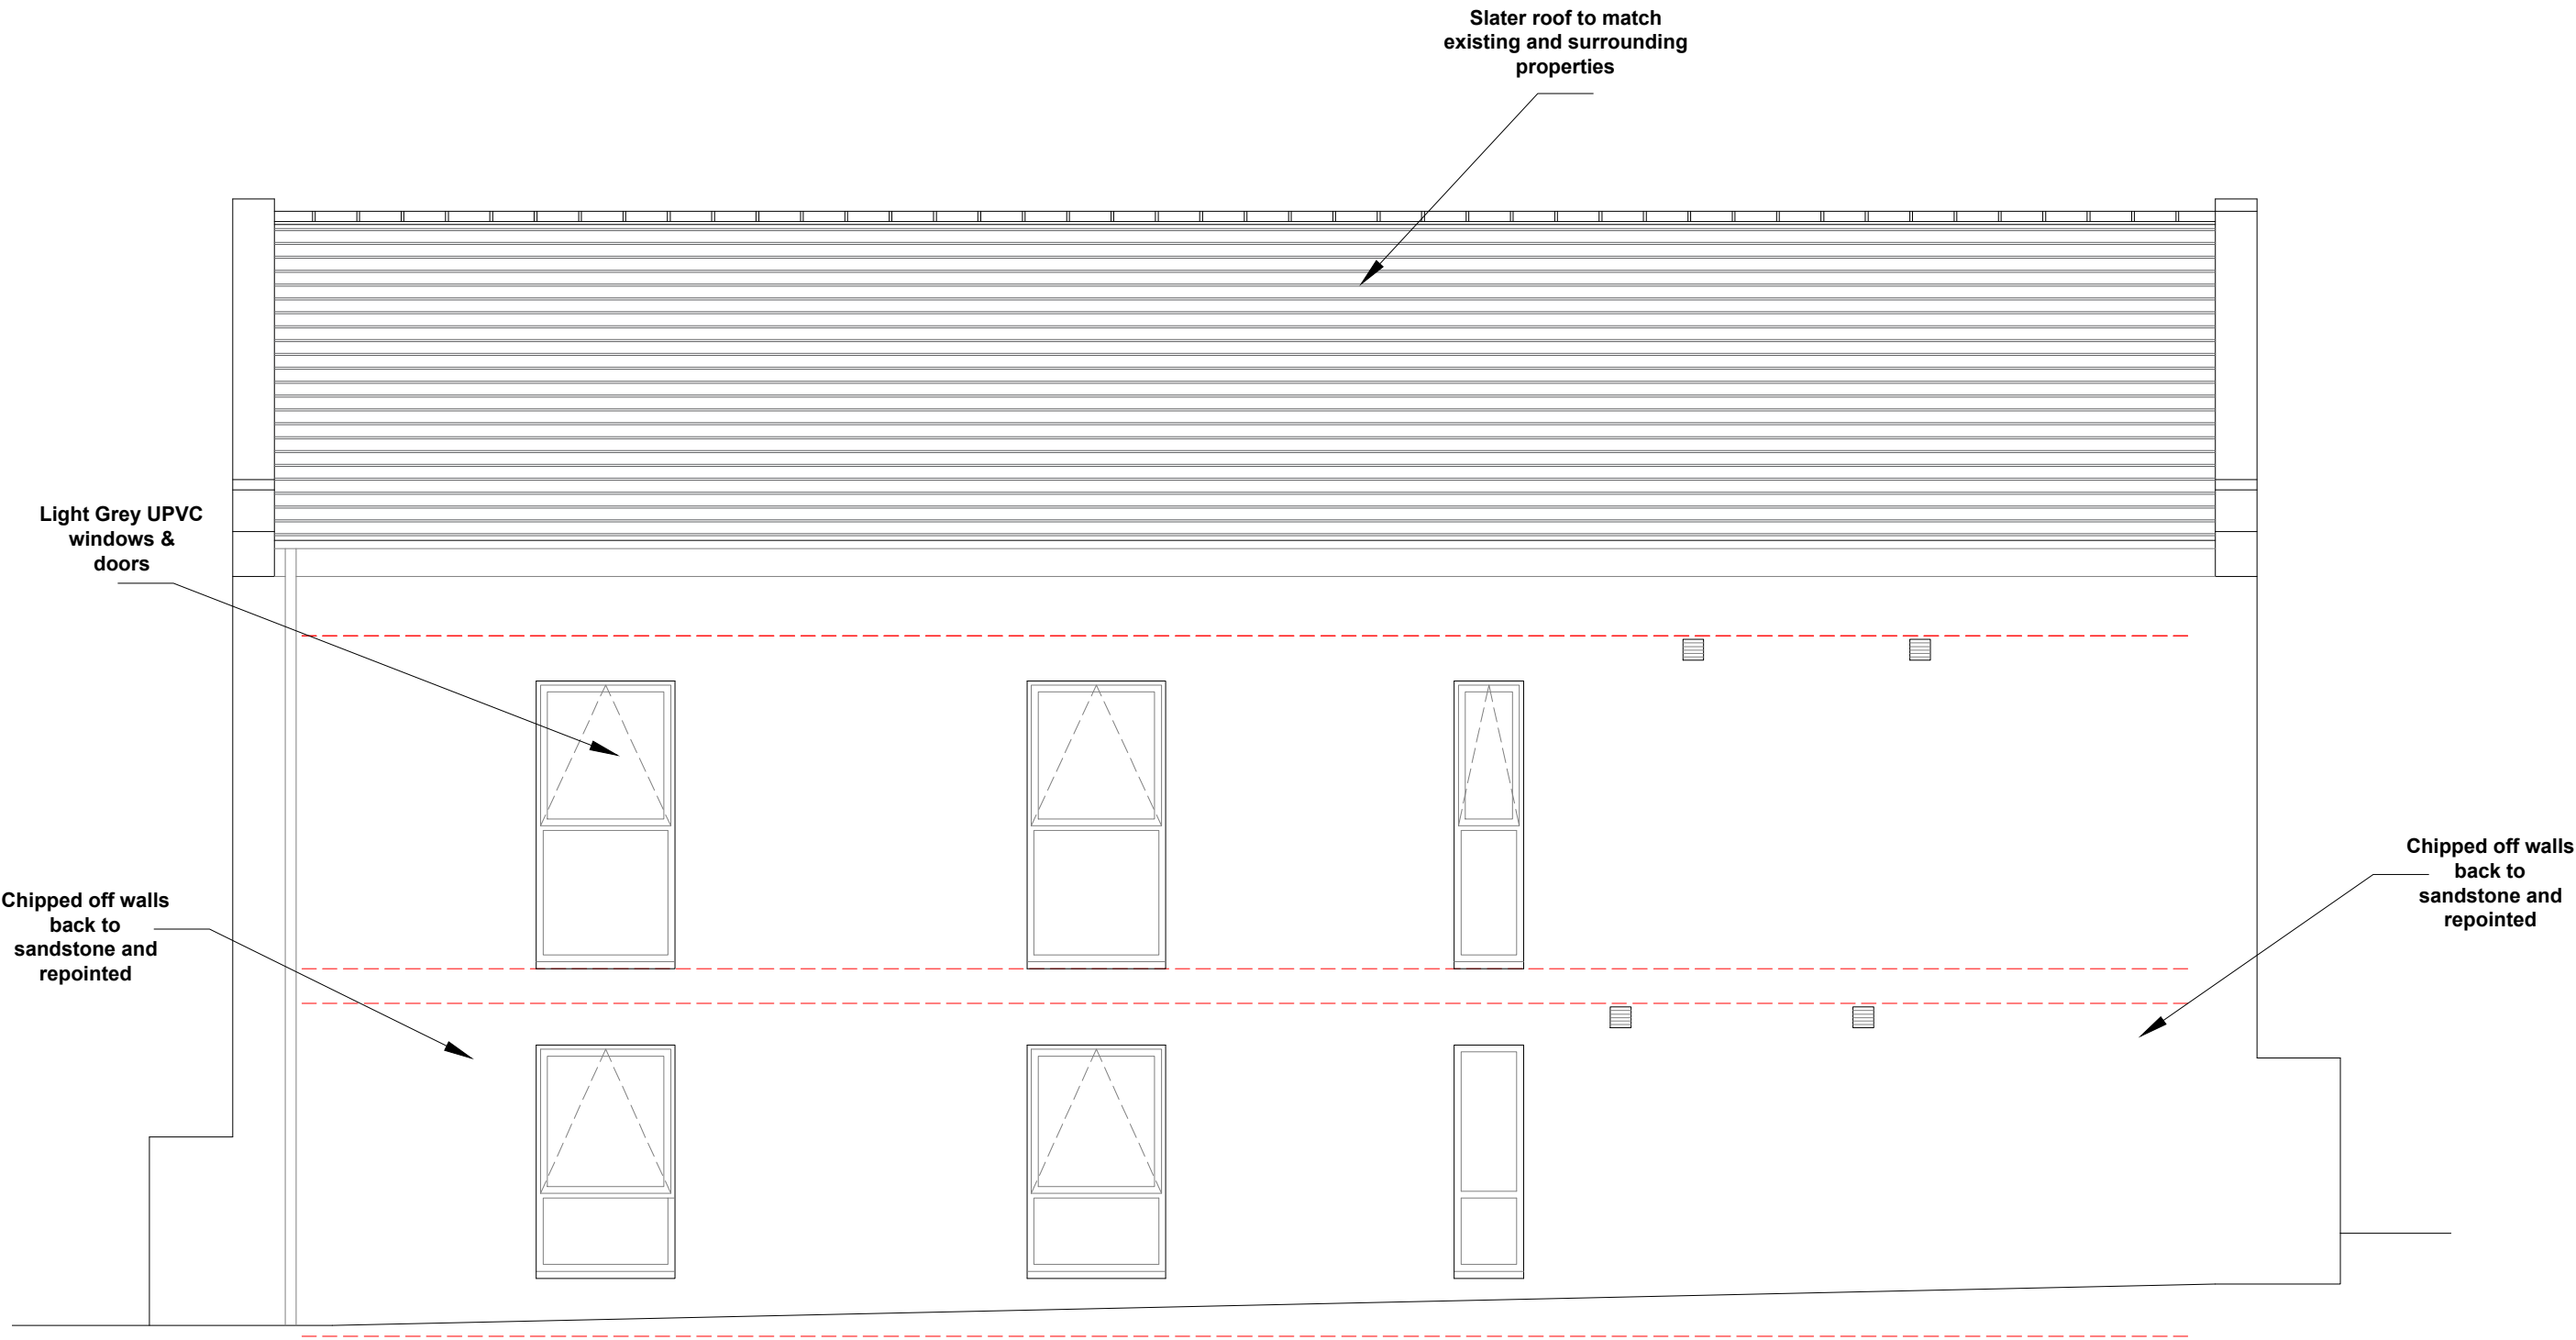 Slater roof to match
existing and surrounding
properties
Light Grey UPVC
windows &
doors
Chipped off walls
back to
sandstone and
repointed
Chipped off walls
back to
sandstone and
repointed